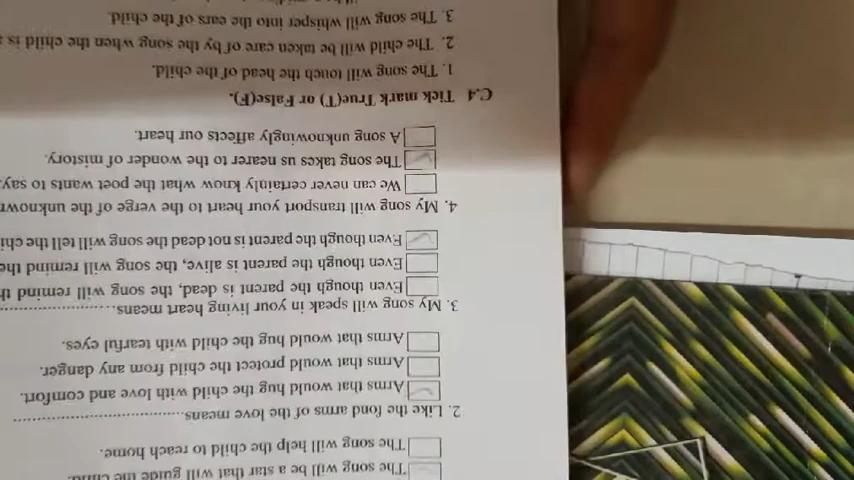 The song will be a star that will guide the child.
The song will help the child to reach home.
2. Like the fond arms of the love means..............................
Arms that would hug the child with love and comfort.
Arms that would protect the child from any danger.
Arms that would hug the child with tearful eyes.
3. My song will speak in your living heart means..............................
Even though the parent is dead, the song will remind
Even though the parent is alive, the song will remind the
Even though the parent is not dead the song will tell the
4. My song will transport your heart to the verge of the
We can never certainly know what the poet wants to say
The song takes us nearer to the wonder of mistory.
A song unknowingly affects our heart.
C.4 Tick mark True(T) or False(F).
1. The song will touch the head of the child.
2. The child will be taken care of by the song when the child is
3. The song will whisper into the ears of the child.